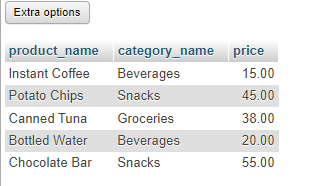 Extra options
product_name category_name price
Instant Coffee Beverages 15.00
Potato Chips Snacks 45.00
Canned Tuna Groceries 38.00
Bottled Water Beverages 20.00
Chocolate Bar Snacks 55.00